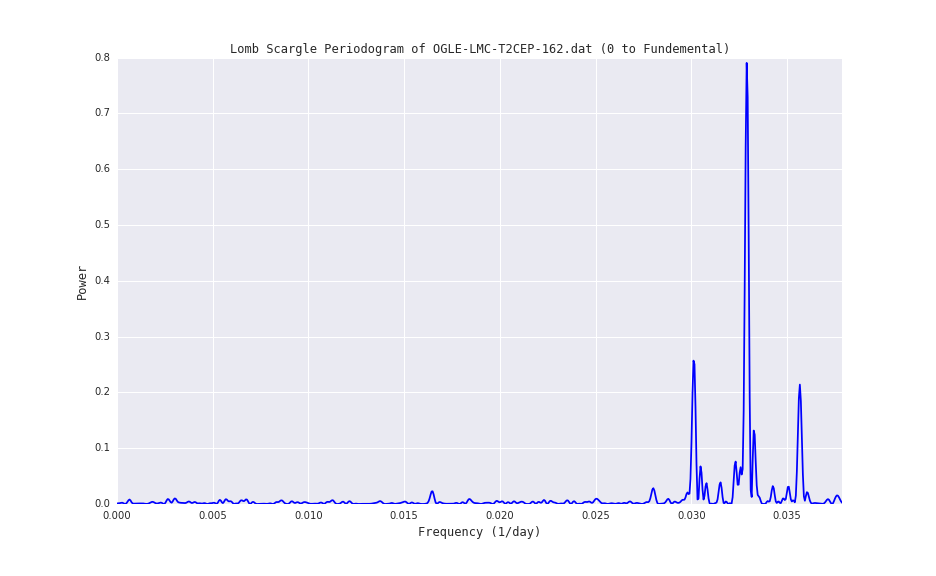 Lomb Scargle Periodogram of OGLE-LMC-T2CEP-162.dat (0 to Fundemental)
0.8
0.7
0.6
0.5
0.4
0.3
0.2
0.1
0.0
Power
0.000 0.005 0.010 0.015 0.020 0.025 0.030 0.035
Frequency (1/day)